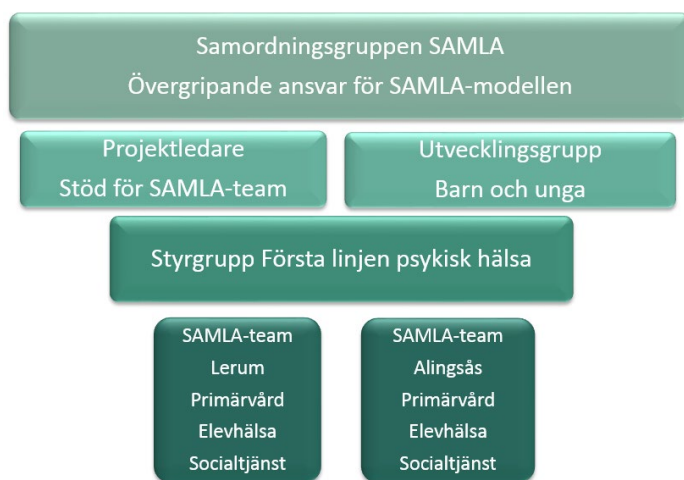 Samordningsgruppen SAMLA
Övergripande ansvar för SAMLA-modellen
Projektledare
Stöd för SAMLA-team
Utvecklingsgrupp
Barn och unga
Styrgrupp Första linjen psykisk hälsa
SAMLA-team
Lerum
Primärvård
Elevhälsa
Socialtjänst
SAMLA-team
Alingsås
Primärvård
Elevhälsa
Socialtjänst